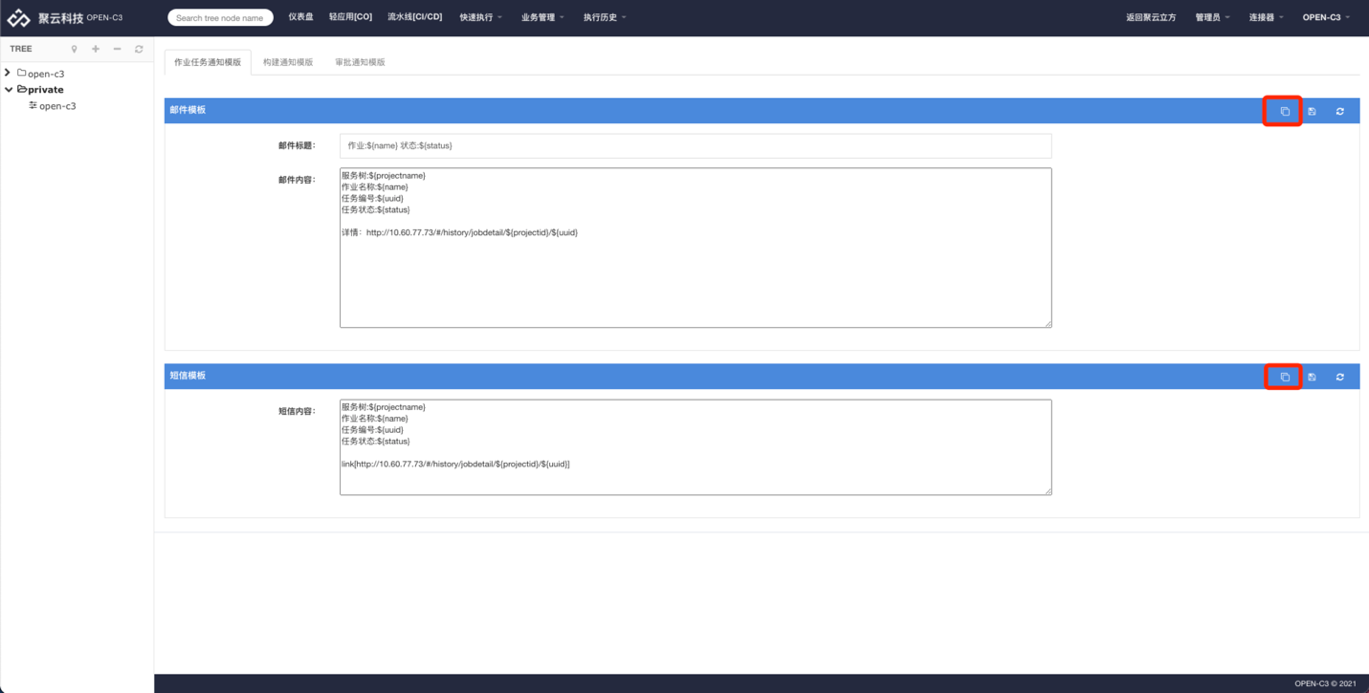 聚云科技 OPEN-C3
Search tree node name
仪表盘 轻应用[CO] 流水线[CI/CD] 快速执行 业务管理 执行历史
返回聚云立方 管理员 连接器 OPEN-C3
TREE
open-c3
private
open-c3
作业任务通知模版 构建通知模版 审批通知模版
邮件模板
邮件标题:
作业:${name} 状态:${status}
邮件内容:
服务树:${projectname}
作业名称:${name}
任务编号:${uuid}
任务状态:${status}
详情: http://10.60.77.73/#/history/jobdetail/${projectid}/${uuid}
短信模板
短信内容:
服务树:${projectname}
作业名称:${name}
任务编号:${uuid}
任务状态:${status}
link[http://10.60.77.73/#/history/jobdetail/${projectid}/${uuid}]
OPEN-C3 © 2021